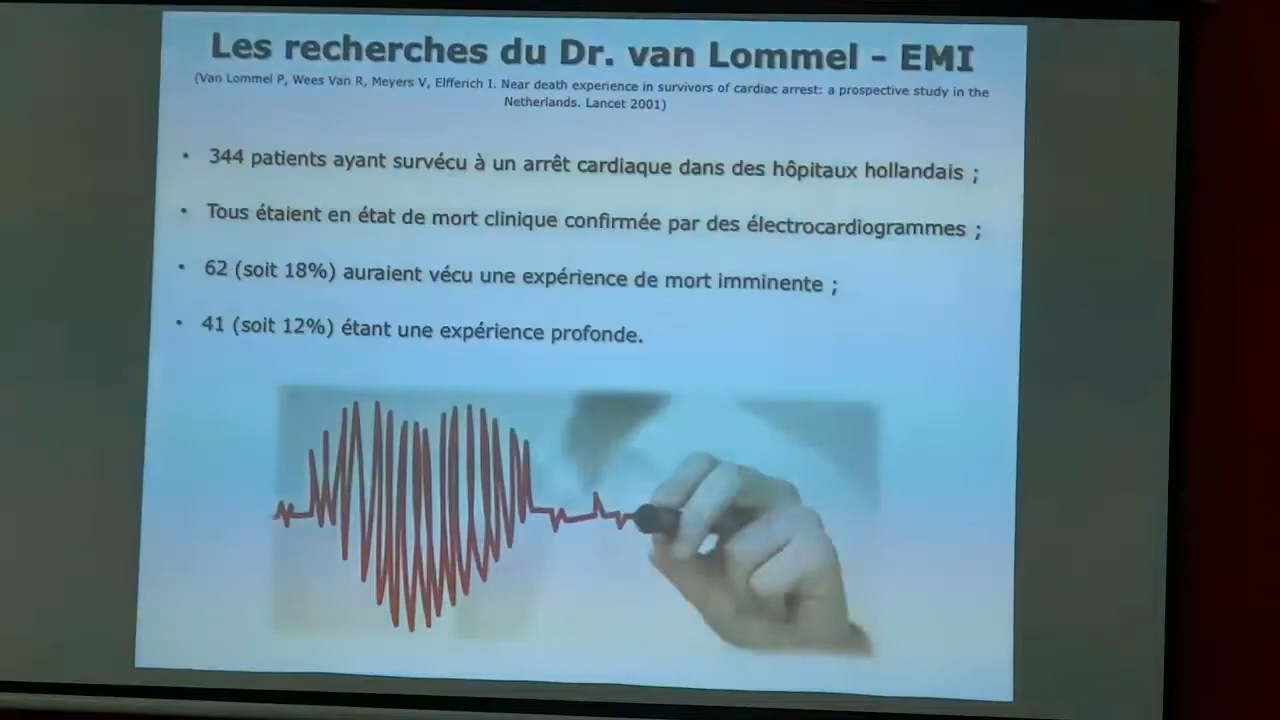 Les recherches du Dr. van Lommel - EMI
(Van Lommel P, Wees Van R, Meyers V, Elfferich I. Near death experience in survivors of cardiac arrest: a prospective study in the
Netherlands. Lancet 2001)
• 344 patients ayant survécu à un arrêt cardiaque dans des hôpitaux hollandais ;
• Tous étaient en état de mort clinique confirmée par des électrocardiogrammes ;
• 62 (soit 18%) auraient vécu une expérience de mort imminente ;
• 41 (soit 12%) étant une expérience profonde.